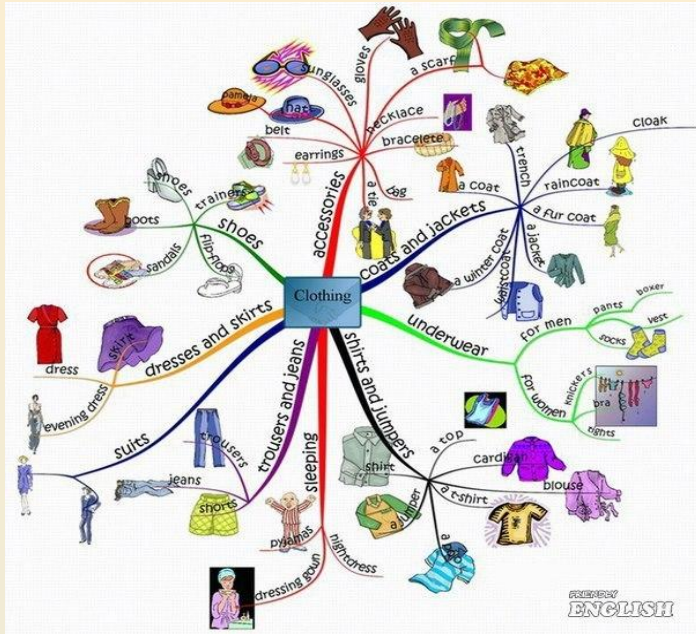 Clothing
accessories
gloves
a scarf
sunglasses
pamela
hat
belt
earrings
necklace
bracelete
bag
a tie
coats and jackets
trench
cloak
a coat
raincoat
a fur coat
a jacket
waistcoat
a winter coat
underwear
for men
pants
boxer
vest
socks
for women
knickers
bra
tights
shirts and jumpers
a top
cardigan
blouse
a t-shirt
shirt
a jumper
a polo
sleeping
pyjamas
nightdress
dressing gown
trousers and jeans
trousers
jeans
shorts
suits
dresses and skirts
skirt
dress
evening dress
shoes
shoes
trainers
boots
sandals
flip-flops
FRIENDLY
ENGLISH